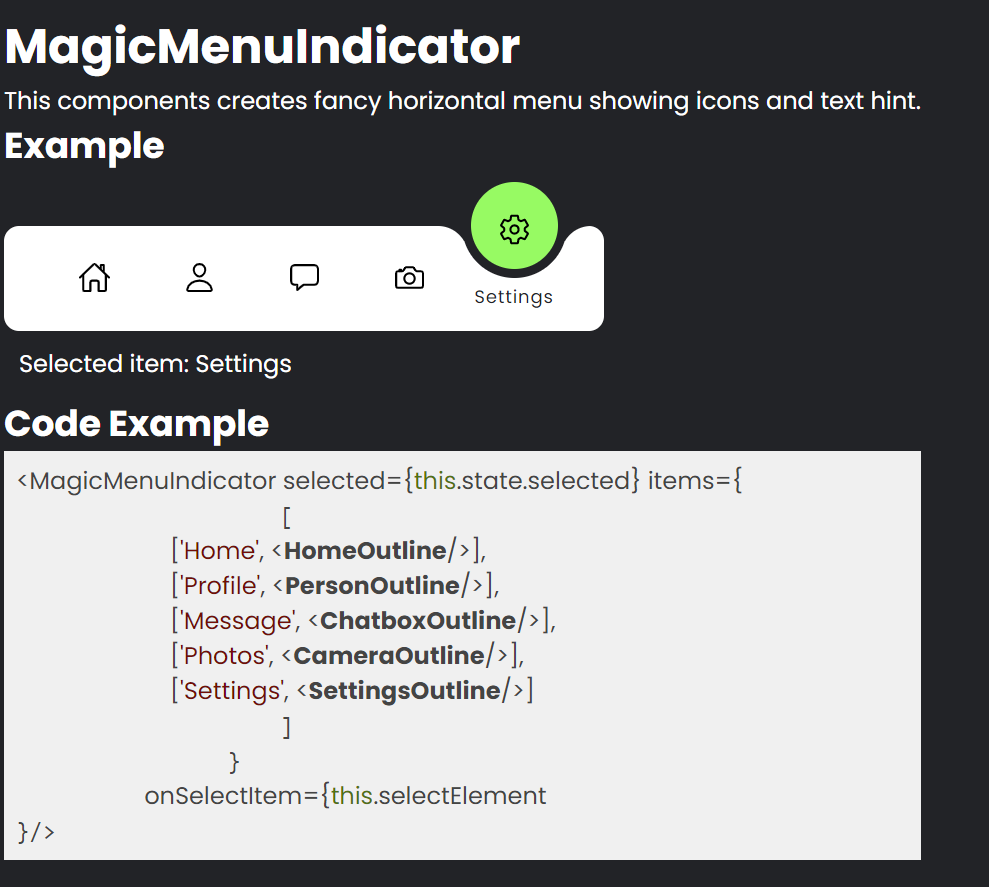 MagicMenuIndicator
This components creates fancy horizontal menu showing icons and text hint.
Example
Settings
Selected item: Settings
Code Example
<MagicMenuIndicator selected={this.state.selected} items={
[
['Home', <HomeOutline/>],
['Profile', <PersonOutline/>],
['Message', <ChatboxOutline/>],
['Photos', <CameraOutline/>],
['Settings', <SettingsOutline/>]
]
}
onSelectItem={this.selectElement
}/>